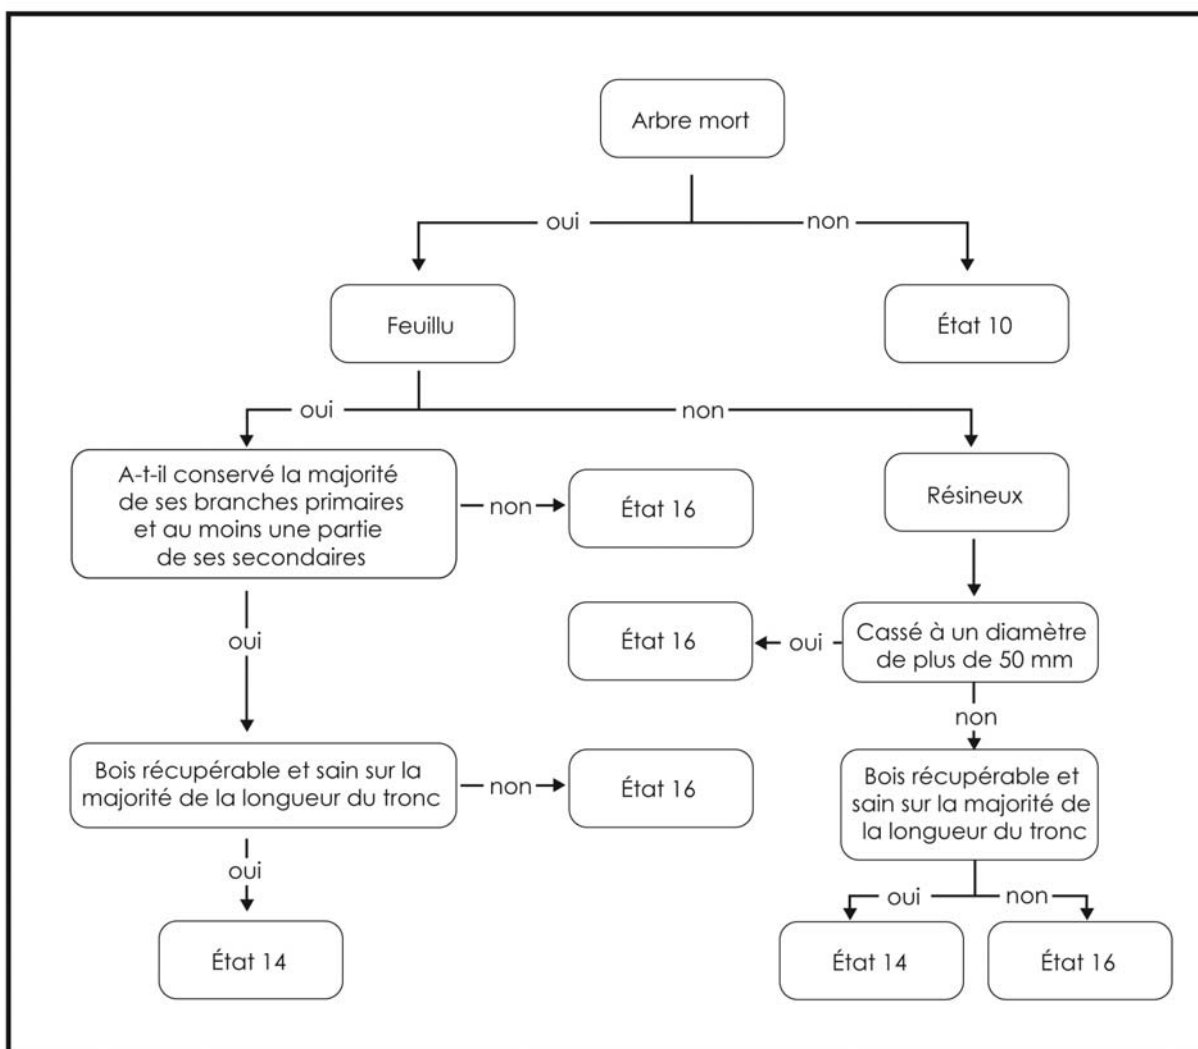 Arbre mort
oui
non
Feuillu
État 10
oui
non
A-t-il conservé la majorité
de ses branches primaires
et au moins une partie
de ses secondaires
non
État 16
Résineux
oui
État 16
oui
Cassé à un diamètre
de plus de 50 mm
non
Bois récupérable et sain sur la
majorité de la longueur du tronc
non
État 16
Bois récupérable et
sain sur la majorité de
la longueur du tronc
oui
oui
non
État 14
État 14
État 16